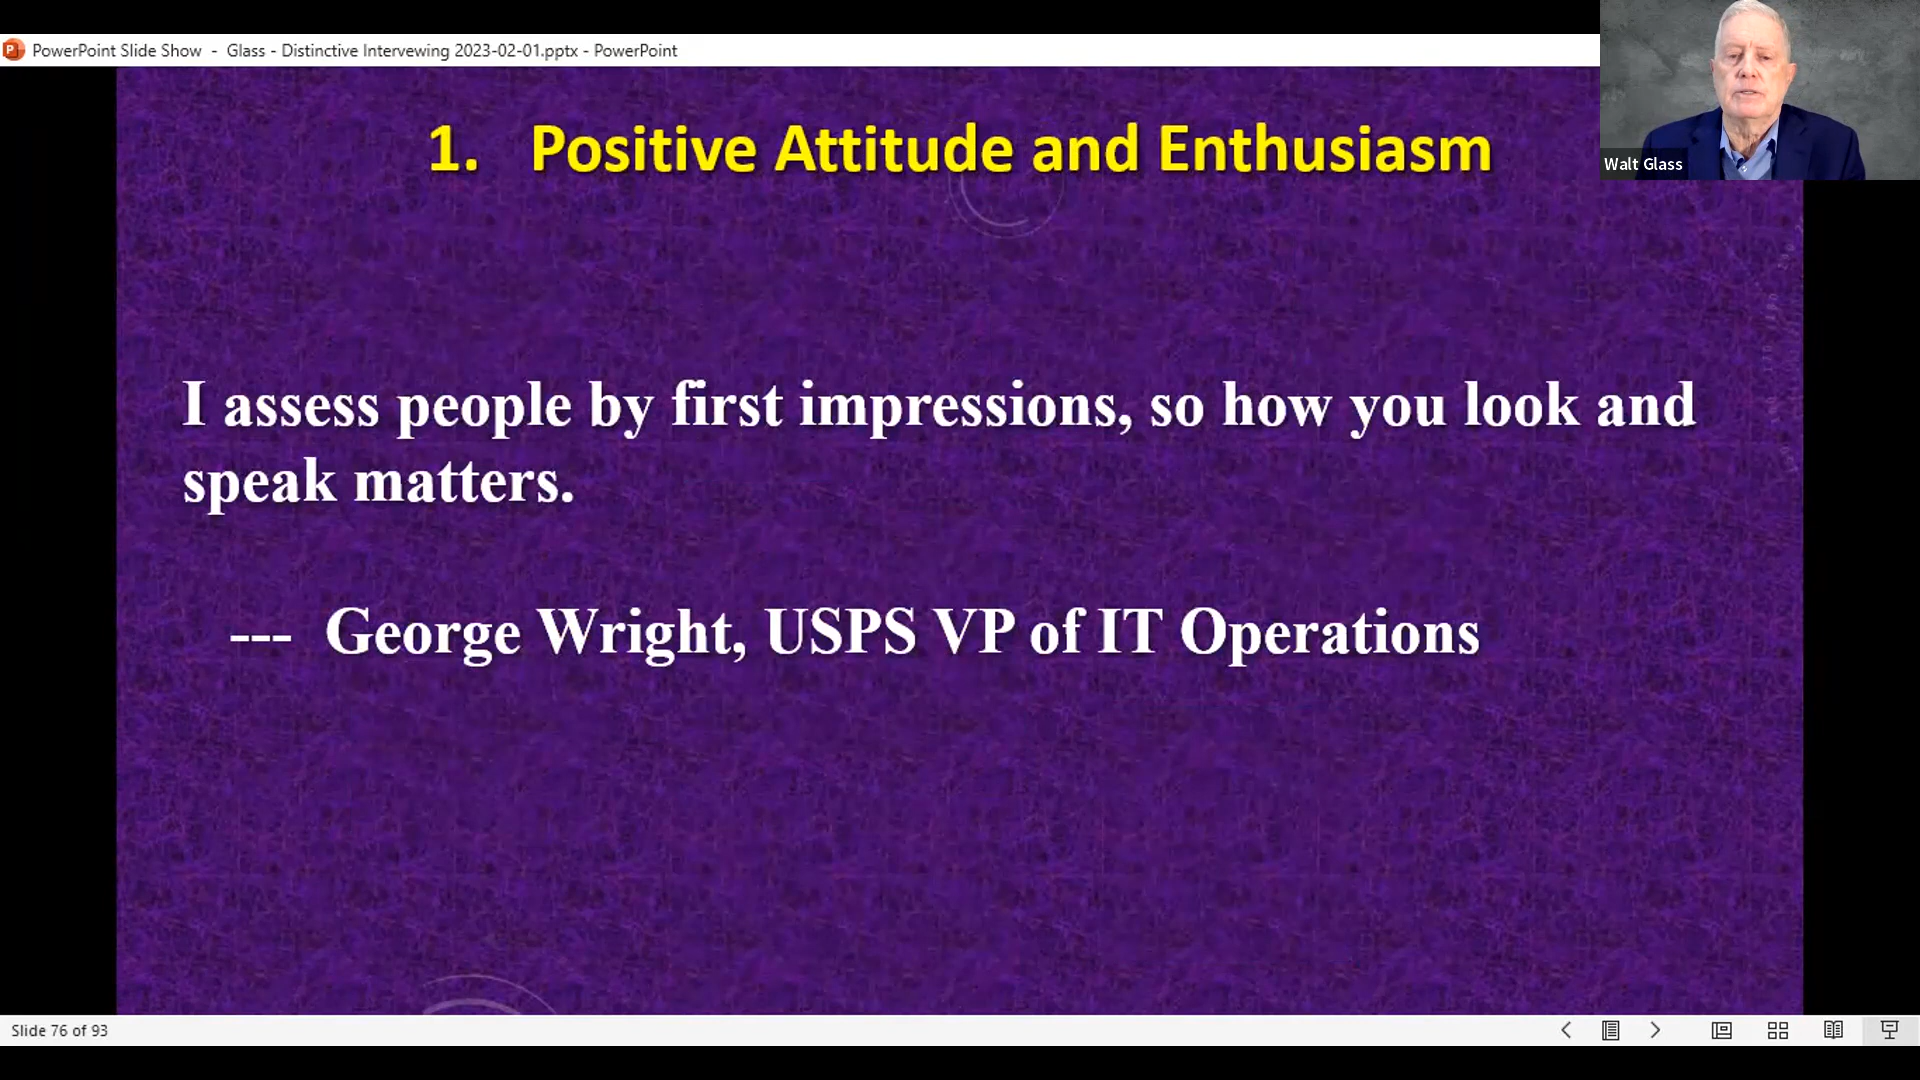 PowerPoint Slide Show - Glass - Distinctive Intervewing 2023-02-01.pptx - PowerPoint
Walt Glass
1. Positive Attitude and Enthusiasm
I assess people by first impressions, so how you look and
speak matters.
--- George Wright, USPS VP of IT Operations
Slide 76 of 93